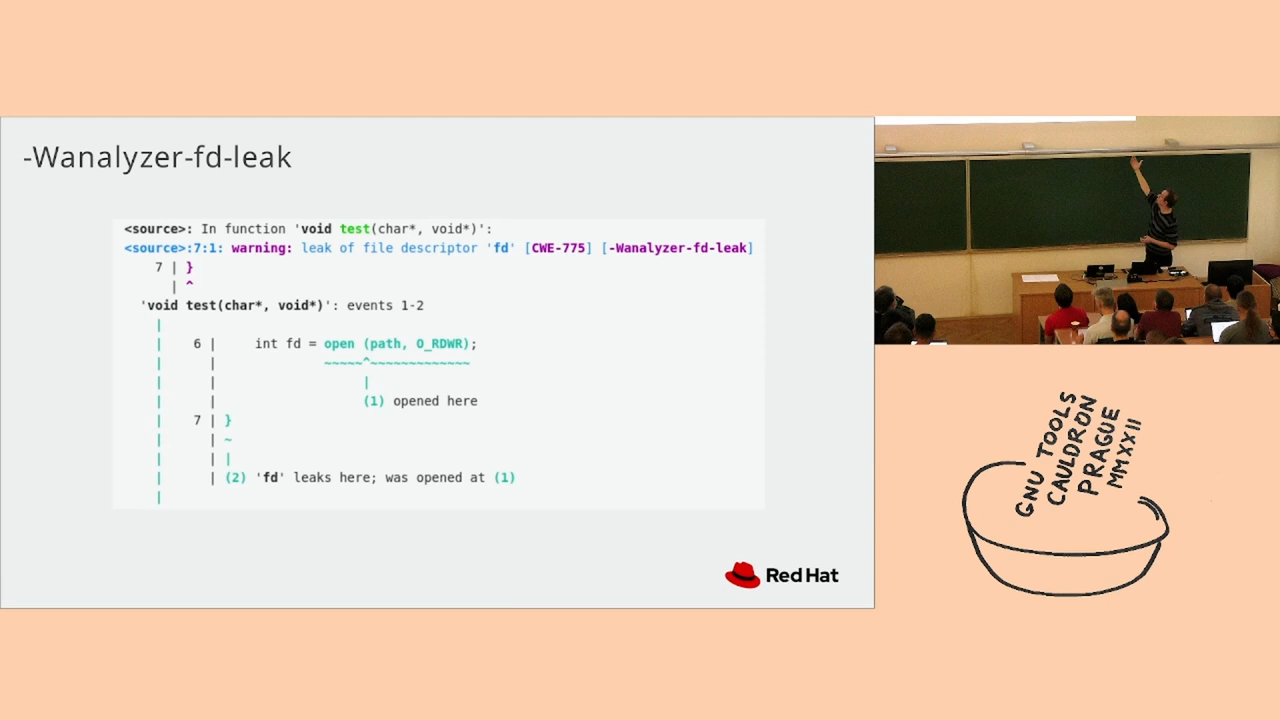 -Wanalyzer-fd-leak
<source>: In function 'void test(char*, void*)':
<source>:7:1: warning: leak of file descriptor 'fd' [CWE-775] [-Wanalyzer-fd-leak]
7 | }
| ^
'void test(char*, void*)': events 1-2
|
| 6 | int fd = open (path, O_RDWR);
| | ~~~~~^~~~~~~~~~~~~
| | |
| | (1) opened here
| 7 | }
| | ~
| | |
| | (2) 'fd' leaks here; was opened at (1)
|
Red Hat
GNU TOOLS
CAULDRON
PRAGUE
MMXXII